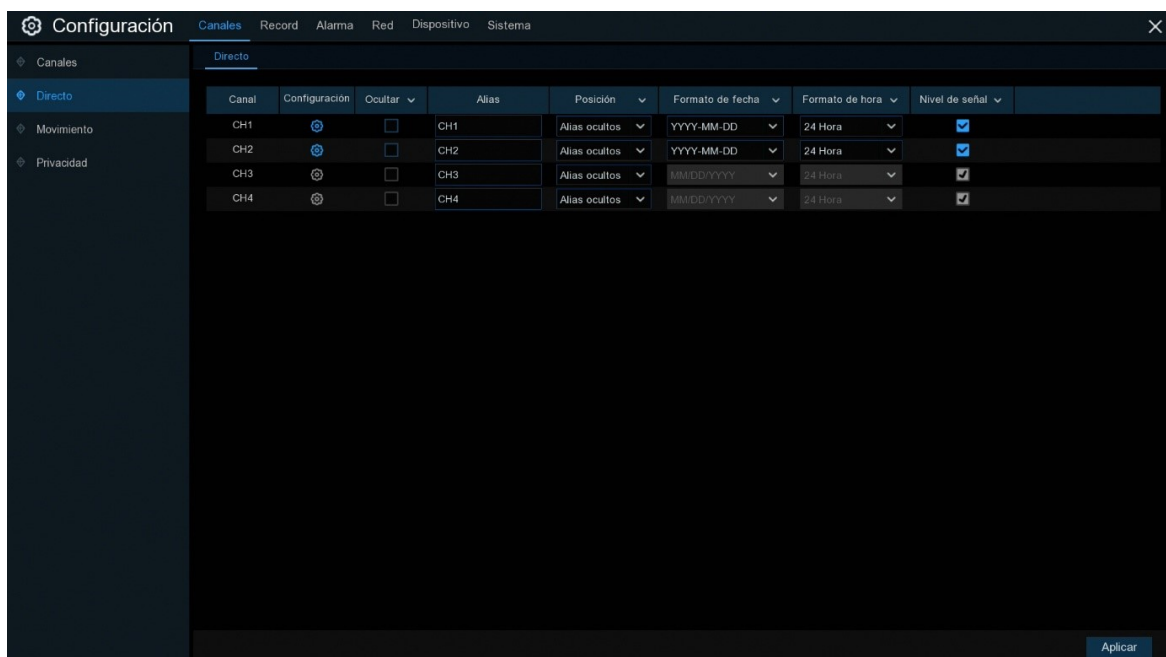 Configuración Canales Record Alarma Red Dispositivo Sistema
Canales
Directo
Movimiento
Privacidad
Directo
Canal Configuración Ocultar Alias Posición Formato de fecha Formato de hora Nivel de señal
CH1 CH1 Alias ocultos YYYY-MM-DD 24 Hora
CH2 CH2 Alias ocultos YYYY-MM-DD 24 Hora
CH3 CH3 Alias ocultos MM/DD/YYYY 24 Hora
CH4 CH4 Alias ocultos MM/DD/YYYY 24 Hora
Aplicar